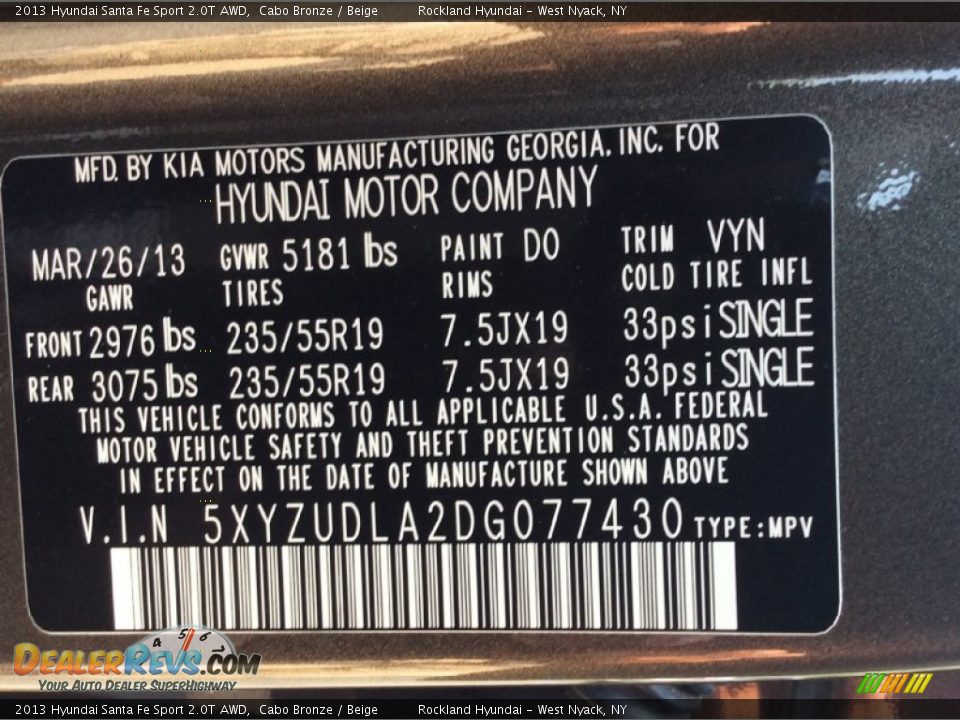 2013 Hyundai Santa Fe Sport 2.0T AWD, Cabo Bronze / Beige Rockland Hyundai - West Nyack, NY
MFD. BY KIA MOTORS MANUFACTURING GEORGIA. INC. FOR
HYUNDAI MOTOR COMPANY
MAR/26/13 GVWR 5181 lbs PAINT DO TRIM VYN
GAWR TIRES RIMS COLD TIRE INFL
FRONT 2976 lbs 235/55R19 7.5JX19 33psi SINGLE
REAR 3075 lbs 235/55R19 7.5JX19 33psi SINGLE
THIS VEHICLE CONFORMS TO ALL APPLICABLE U.S.A. FEDERAL
MOTOR VEHICLE SAFETY AND THEFT PREVENTION STANDARDS
IN EFFECT ON THE DATE OF MANUFACTURE SHOWN ABOVE
V.I.N 5XYZUDLA2DG077430 TYPE:MPV
4 5 6 7
DEALERREVS.COM
YOUR AUTO DEALER SUPERHIGHWAY
2013 Hyundai Santa Fe Sport 2.0T AWD, Cabo Bronze / Beige Rockland Hyundai - West Nyack, NY